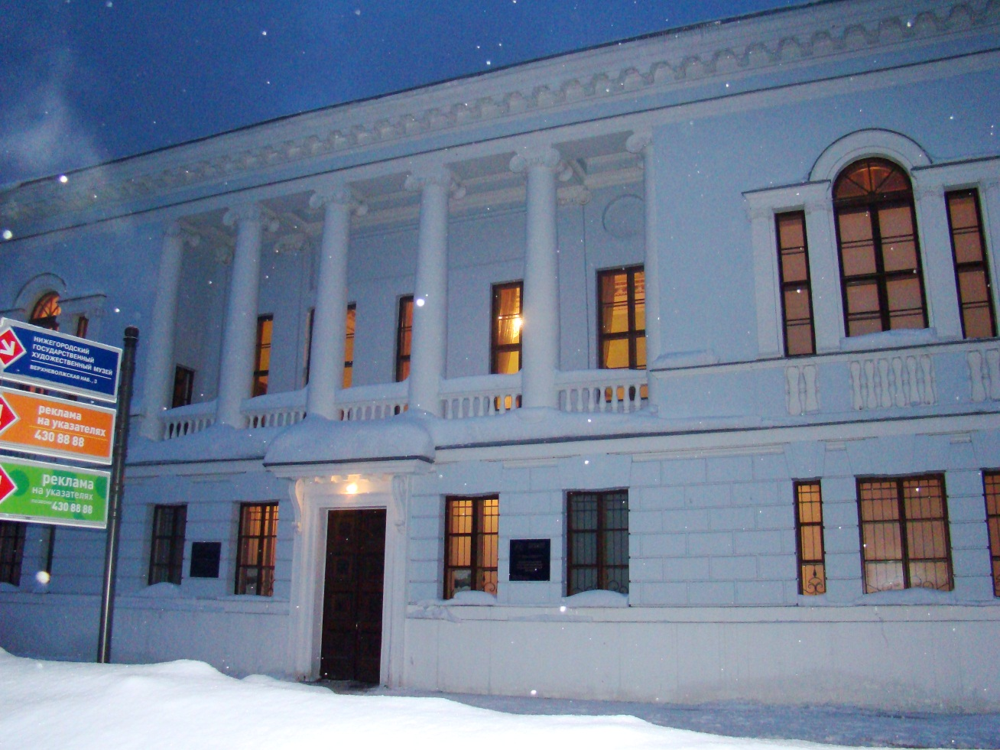 НИЖЕГОРОДСКИЙ
ГОСУДАРСТВЕННЫЙ
ХУДОЖЕСТВЕННЫЙ МУЗЕЙ
ВЕРХНЕВОЛЖСКАЯ НАБ., 3
реклама
на указателях
430 88 88
реклама
на указателях
430 88 88